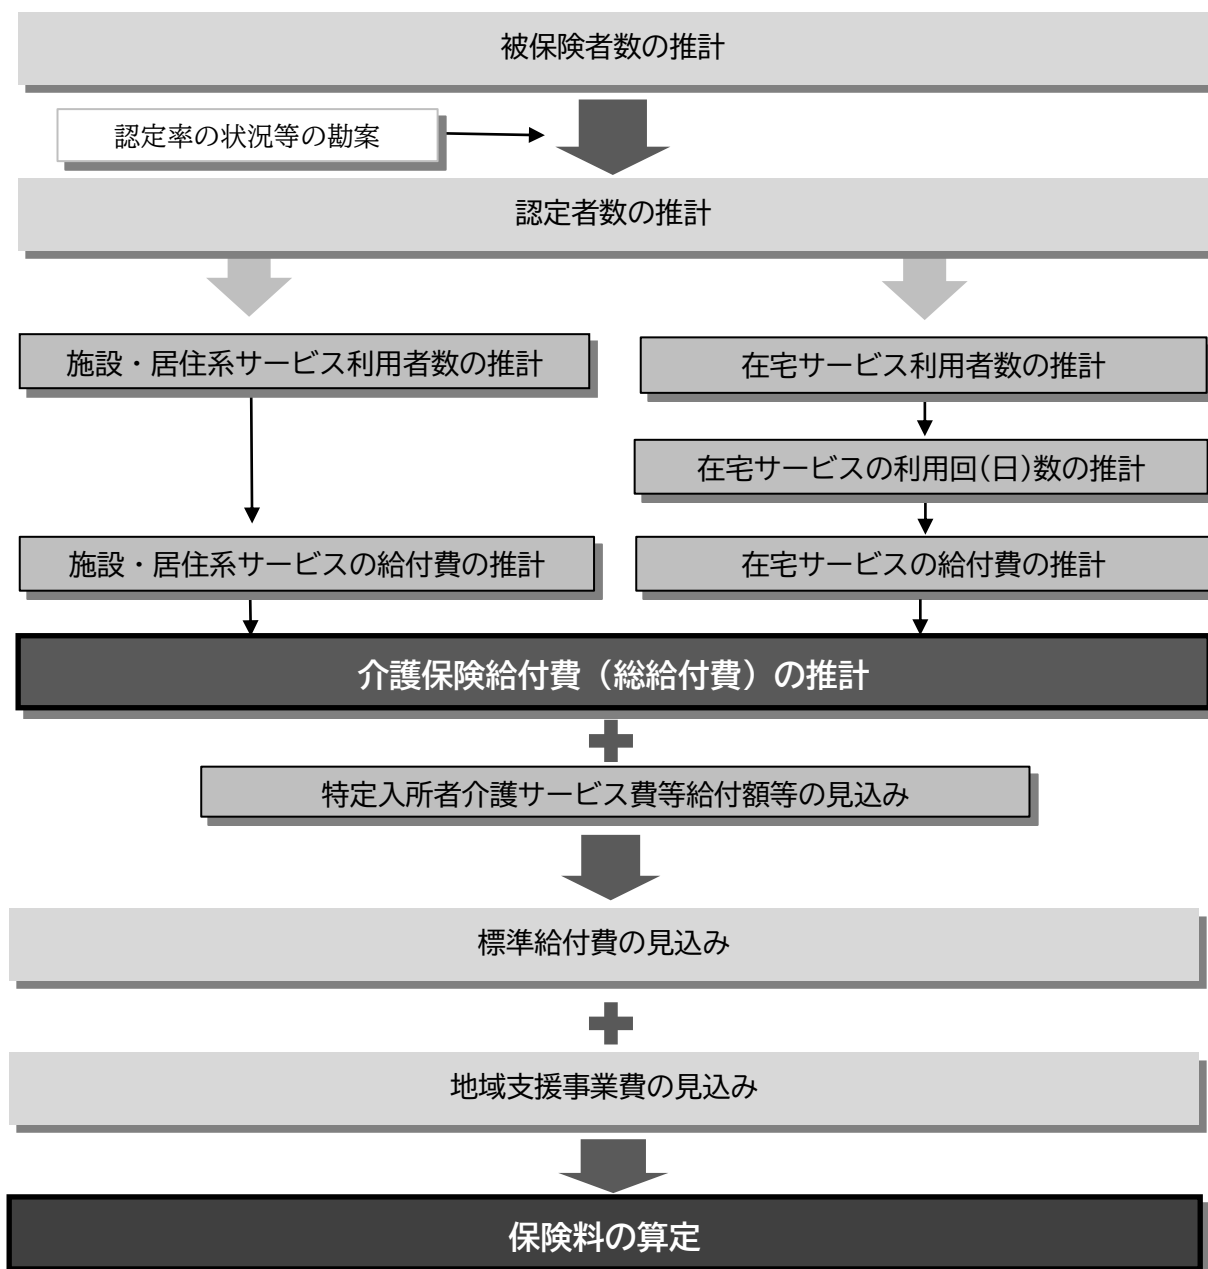 被保険者数の推計
認定率の状況等の勘案
認定者数の推計
施設・居住系サービス利用者数の推計
在宅サービス利用者数の推計
在宅サービスの利用回(日)数の推計
施設・居住系サービスの給付費の推計
在宅サービスの給付費の推計
介護保険給付費（総給付費）の推計
特定入所者介護サービス費等給付額等の見込み
標準給付費の見込み
地域支援事業費の見込み
保険料の算定